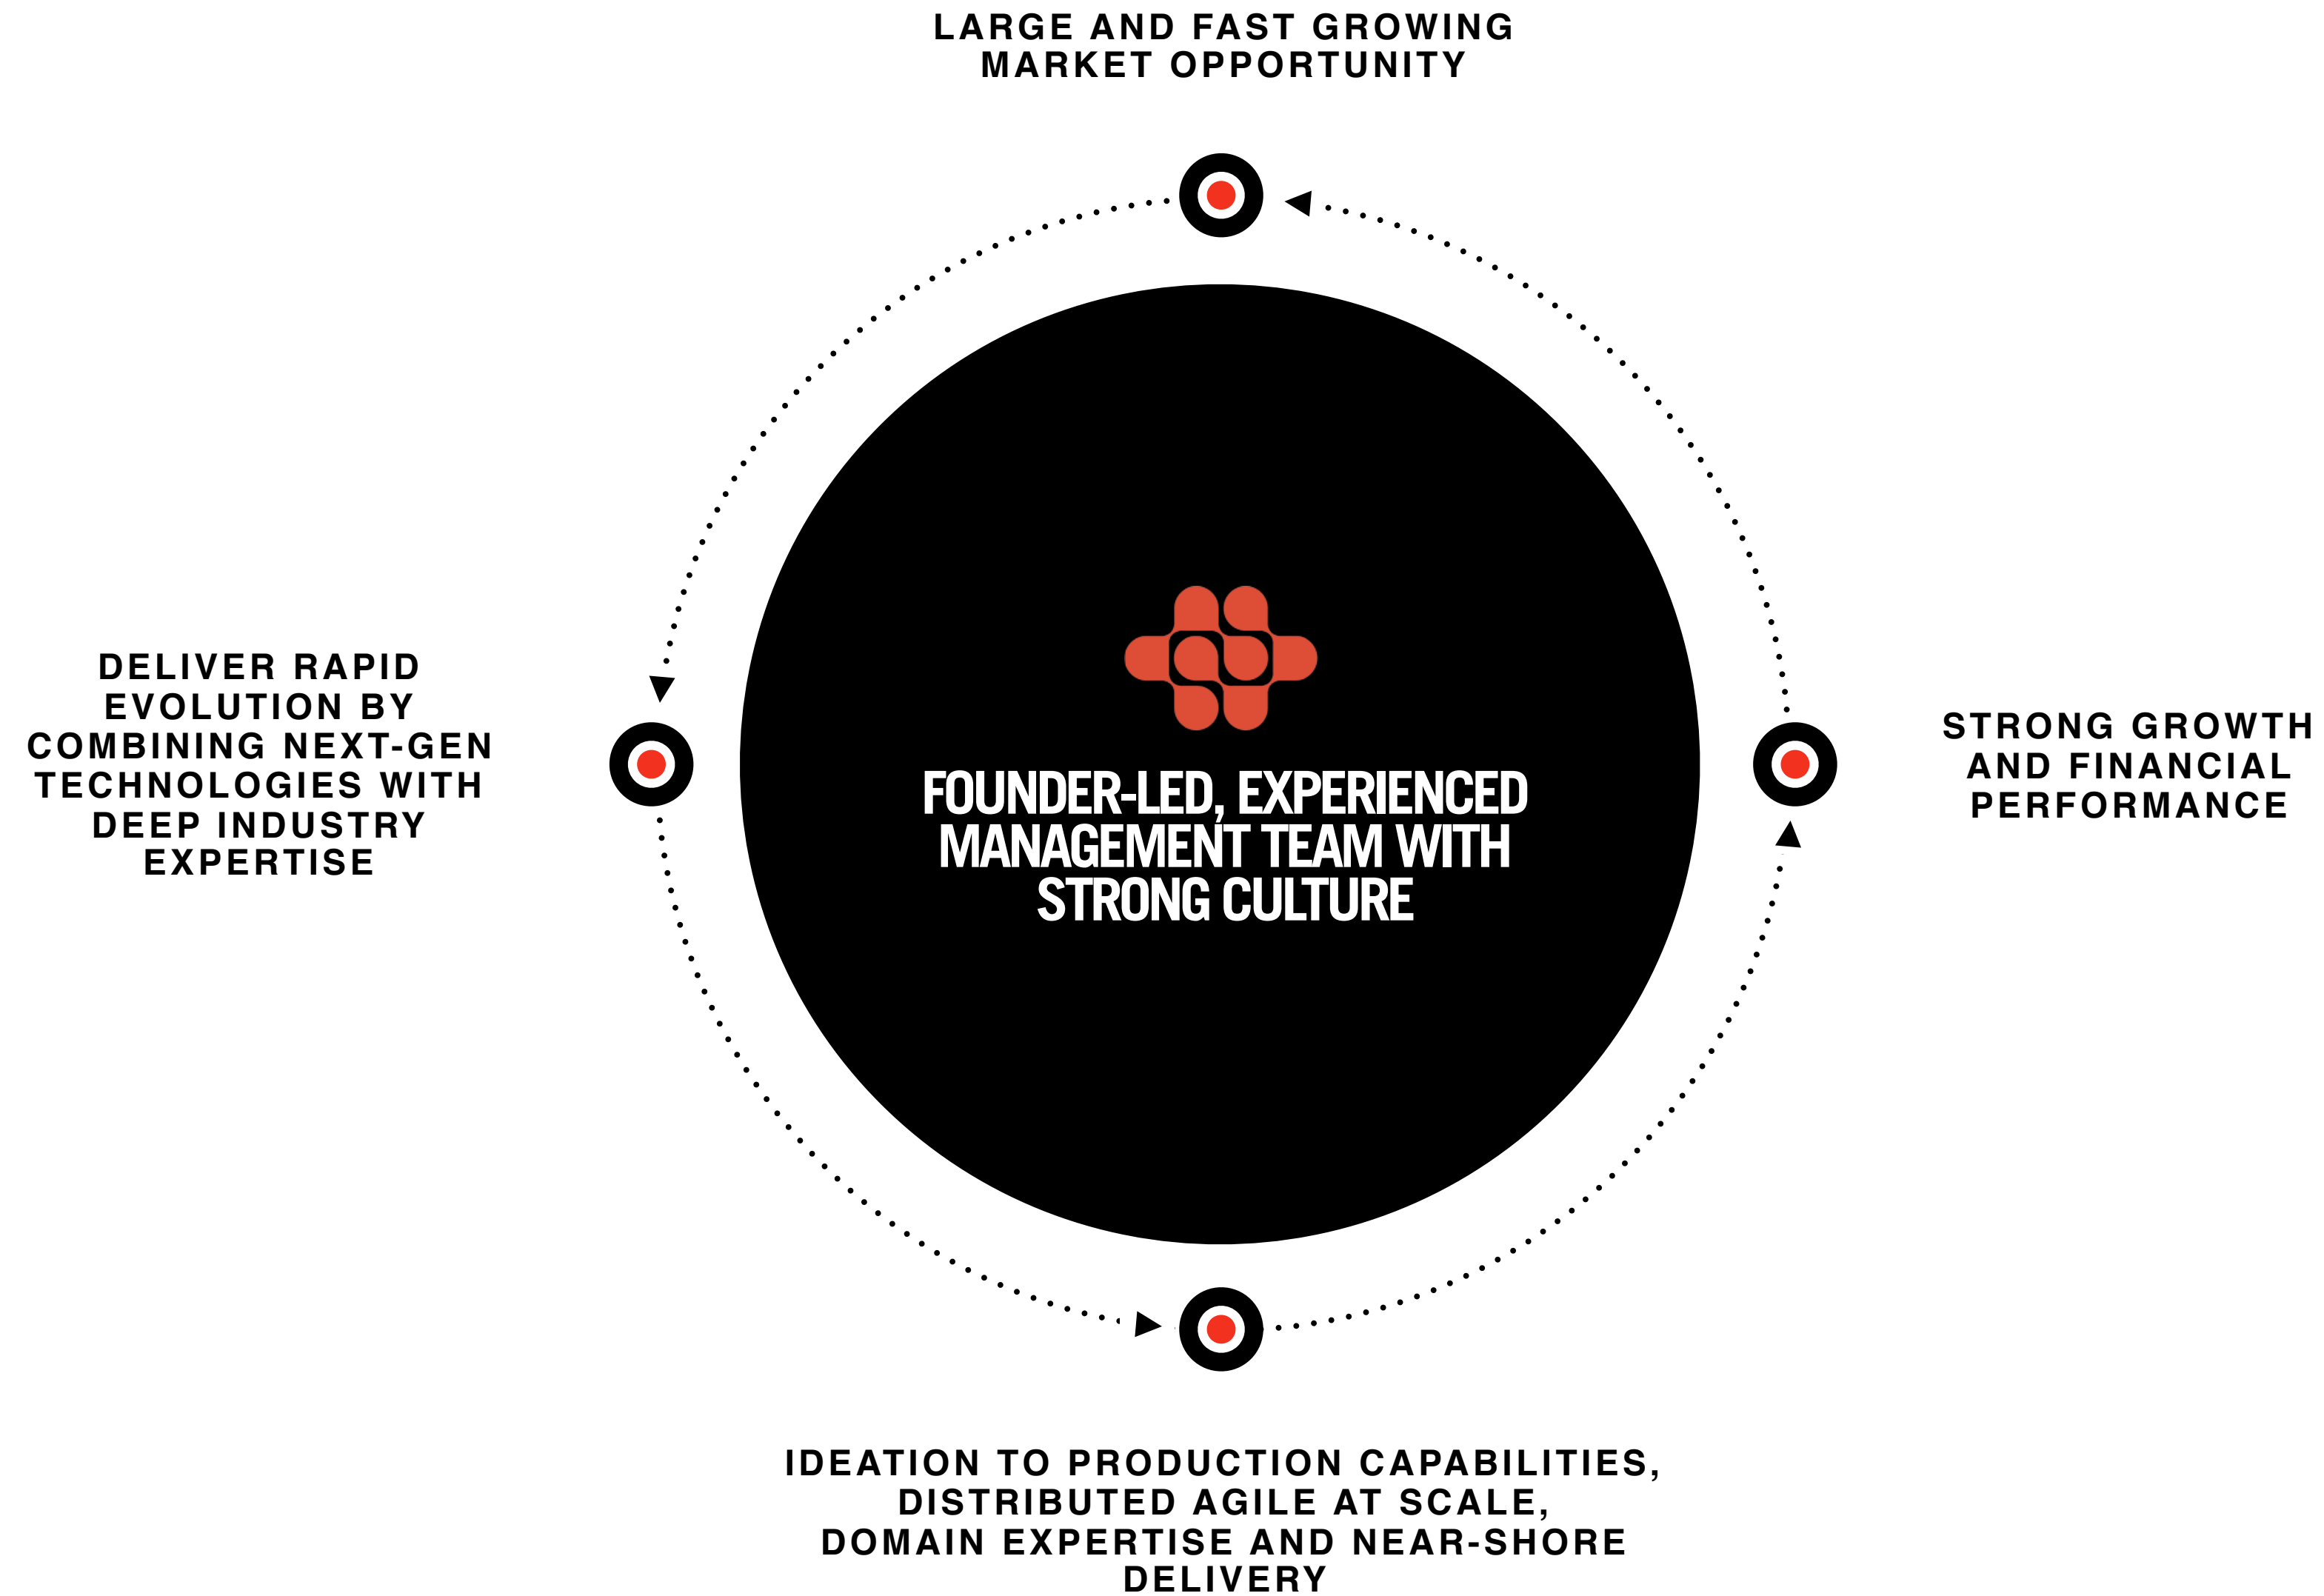 LARGE AND FAST GROWING
MARKET OPPORTUNITY
DELIVER RAPID
EVOLUTION BY
COMBINING NEXT-GEN
TECHNOLOGIES WITH
DEEP INDUSTRY
EXPERTISE
FOUNDER-LED, EXPERIENCED
MANAGEMENT TEAM WITH
STRONG CULTURE
STRONG GROWTH
AND FINANCIAL
PERFORMANCE
IDEATION TO PRODUCTION CAPABILITIES,
DISTRIBUTED AGILE AT SCALE,
DOMAIN EXPERTISE AND NEAR-SHORE
DELIVERY